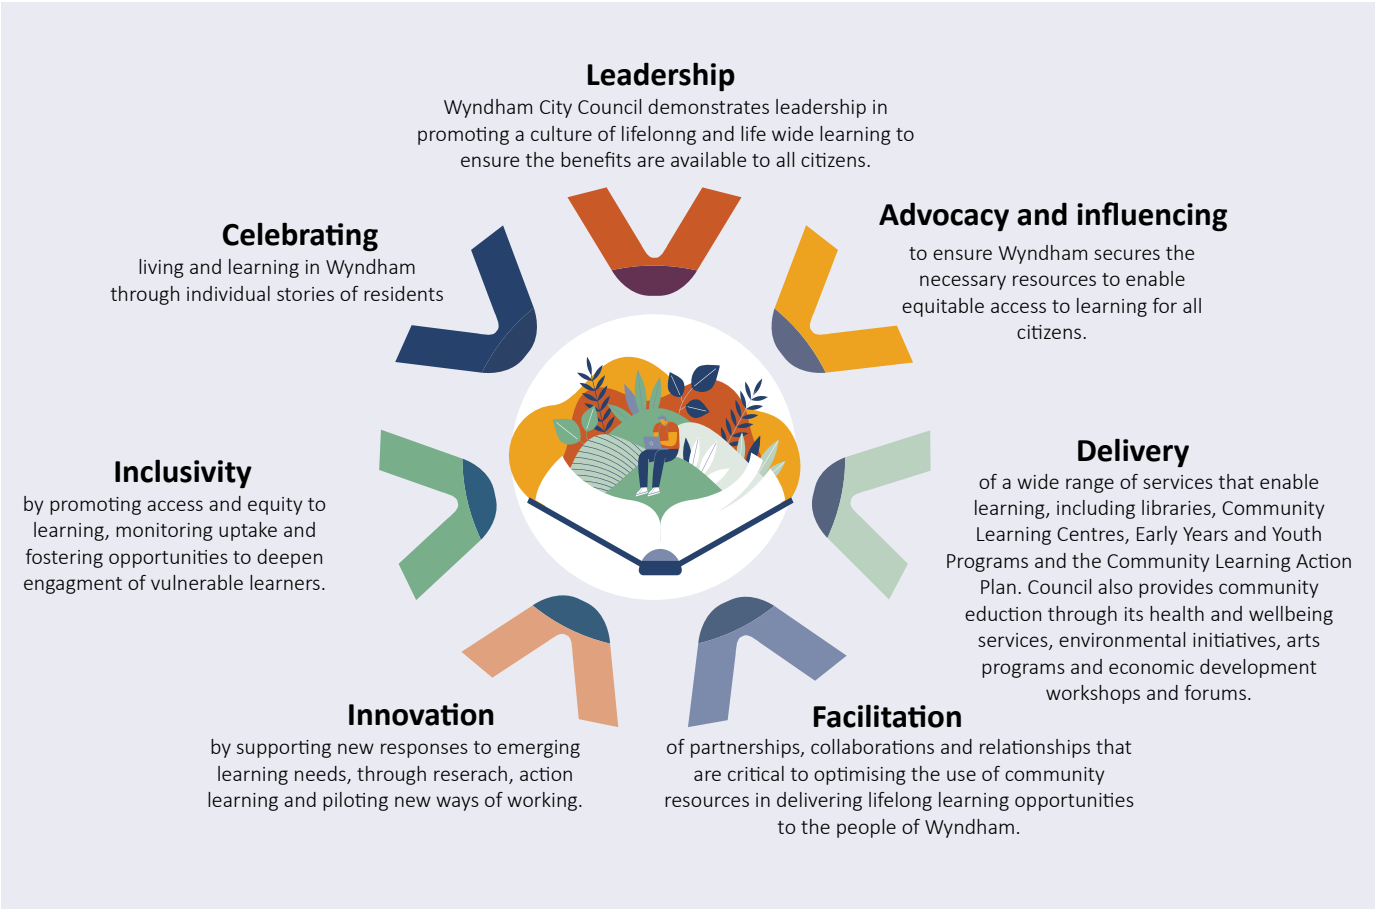 Leadership
Wyndham City Council demonstrates leadership in
promoting a culture of lifelonng and life wide learning to
ensure the benefits are available to all citizens.
Advocacy and influencing
to ensure Wyndham secures the
necessary resources to enable
equitable access to learning for all
citizens.
Delivery
of a wide range of services that enable
learning, including libraries, Community
Learning Centres, Early Years and Youth
Programs and the Community Learning Action
Plan. Council also provides community
eduction through its health and wellbeing
services, environmental initiatives, arts
programs and economic development
workshops and forums.
Facilitation
of partnerships, collaborations and relationships that
are critical to optimising the use of community
resources in delivering lifelong learning opportunities
to the people of Wyndham.
Innovation
by supporting new responses to emerging
learning needs, through reserach, action
learning and piloting new ways of working.
Inclusivity
by promoting access and equity to
learning, monitoring uptake and
fostering opportunities to deepen
engagment of vulnerable learners.
Celebrating
living and learning in Wyndham
through individual stories of residents